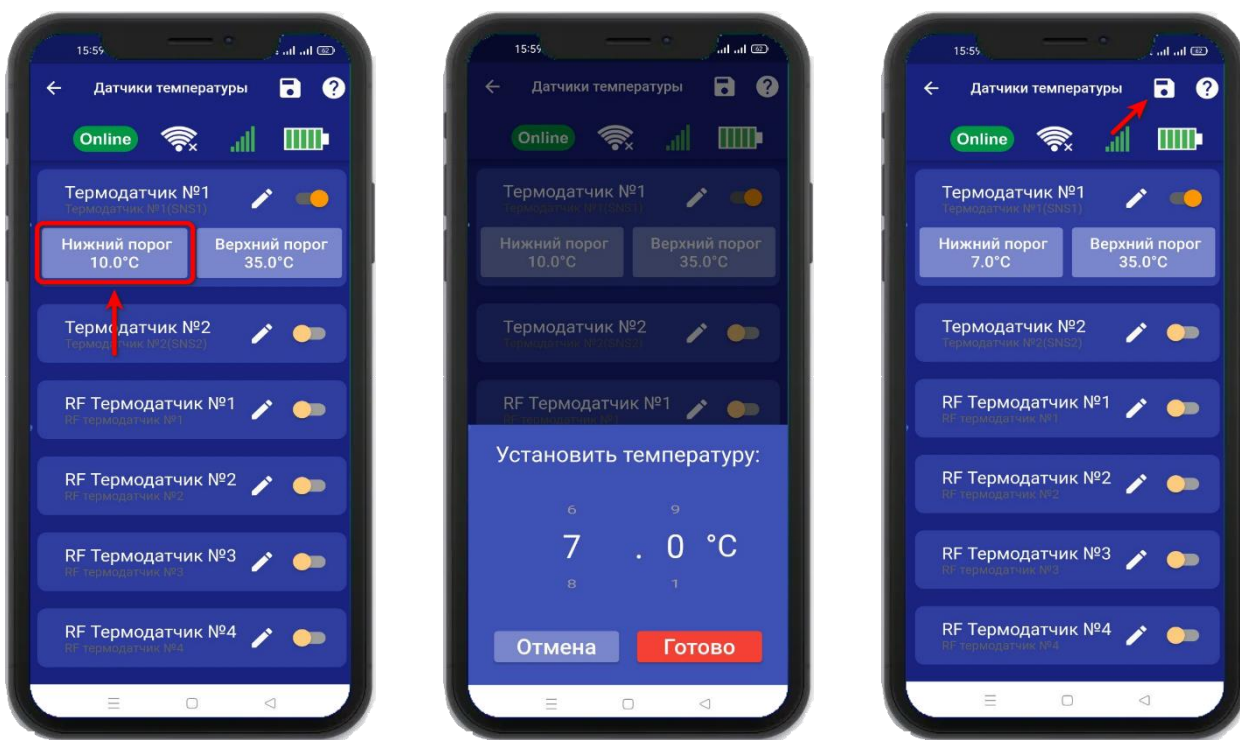 15:59
62
Датчики температуры
Online
Термодатчик №1
Термодатчик №1(SNS1)
Нижний порог
10.0°C
Верхний порог
35.0°C
Термодатчик №2
Термодатчик №2(SNS2)
RF Термодатчик №1
RF термодатчик №1
RF Термодатчик №2
RF термодатчик №2
RF Термодатчик №3
RF термодатчик №3
RF Термодатчик №4
RF термодатчик №4
15:59
62
Датчики температуры
Online
Термодатчик №1
Термодатчик №1(SNS1)
Нижний порог
10.0°C
Верхний порог
35.0°C
Термодатчик №2
Термодатчик №2(SNS2)
RF Термодатчик №1
RF термодатчик №1
Установить температуру:
6 9
7 . 0 °C
8 1
Отмена Готово
15:59
62
Датчики температуры
Online
Термодатчик №1
Термодатчик №1(SNS1)
Нижний порог
7.0°C
Верхний порог
35.0°C
Термодатчик №2
Термодатчик №2(SNS2)
RF Термодатчик №1
RF термодатчик №1
RF Термодатчик №2
RF термодатчик №2
RF Термодатчик №3
RF термодатчик №3
RF Термодатчик №4
RF термодатчик №4